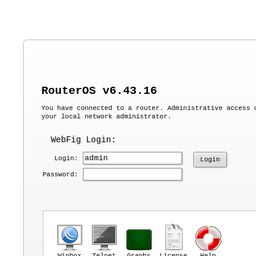 RouterOS v6.43.16
You have connected to a router. Administrative access
your local network administrator.
WebFig Login:
Login: admin Login
Password:
Winbox Telnet Graphs License Help